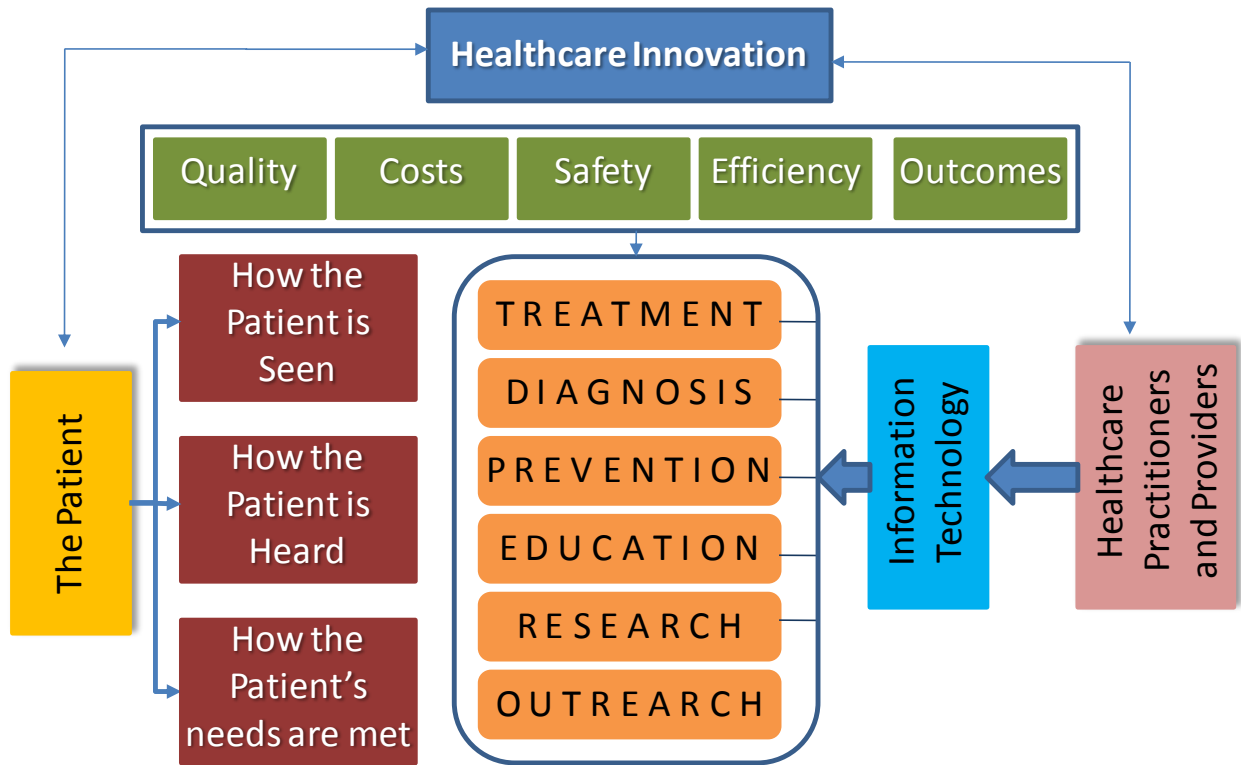 Healthcare Innovation
Quality
Costs
Safety
Efficiency
Outcomes
How the
Patient is
Seen
How the
Patient is
Heard
How the
Patient's
needs are met
The Patient
TREATMENT
DIAGNOSIS
PREVENTION
EDUCATION
RESEARCH
OUTREARCH
Information
Technology
Healthcare
Practitioners
and Providers